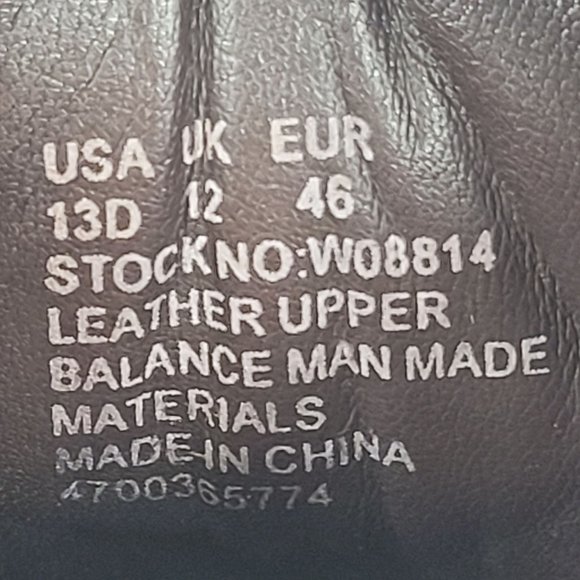 USA UK EUR
13D 12 46
STOCKNO:W08814
LEATHER UPPER
BALANCE MAN MADE
MATERIALS
MADE IN CHINA
4700365774